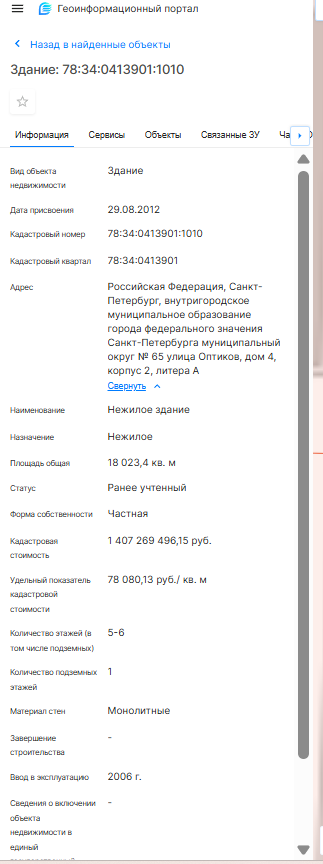 Геоинформационный портал
Назад в найденные объекты
Здание: 78:34:0413901:1010
Информация Сервисы Объекты Связанные ЗУ
Вид объекта
недвижимости
Здание
Дата присвоения
29.08.2012
Кадастровый номер
78:34:0413901:1010
Кадастровый квартал
78:34:0413901
Адрес
Российская Федерация, Санкт-
Петербург, внутригородское
муниципальное образование
города федерального значения
Санкт-Петербурга муниципальный
округ № 65 улица Оптиков, дом 4,
корпус 2, литера А
Свернуть
Наименование
Нежилое здание
Назначение
Нежилое
Площадь общая
18 023,4 кв. м
Статус
Ранее учтенный
Форма собственности
Частная
Кадастровая
стоимость
1 407 269 496,15 руб.
Удельный показатель
кадастровой
стоимости
78 080,13 руб./ кв. м
Количество этажей (в
том числе подземных)
5-6
Количество подземных
этажей
1
Материал стен
Монолитные
Завершение
строительства
-
Ввод в эксплуатацию
2006 г.
Сведения о включении
объекта
недвижимости в
единый
-